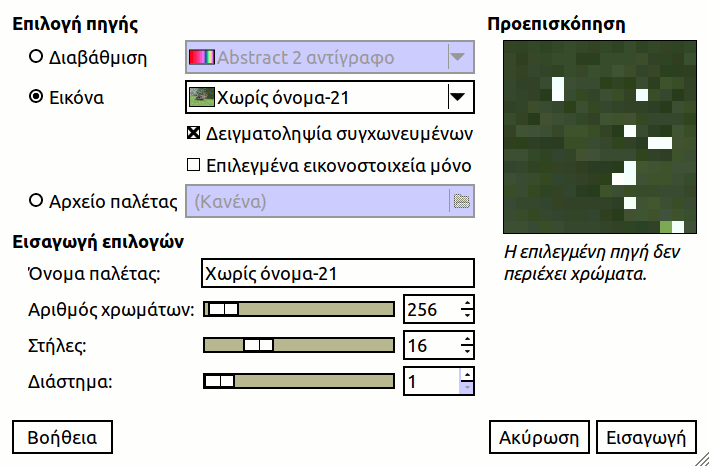 Επιλογή πηγής
Προεπισκόπηση
Διαβάθμιση
Abstract 2 αντίγραφο
Εικόνα
Χωρίς όνομα-21
Δειγματοληψία συγχωνευμένων
Επιλεγμένα εικονοστοιχεία μόνο
Αρχείο παλέτας
(Κανένα)
Η επιλεγμένη πηγή δεν
περιέχει χρώματα.
Εισαγωγή επιλογών
Όνομα παλέτας:
Χωρίς όνομα-21
Αριθμός χρωμάτων:
256
Στήλες:
16
Διάστημα:
1
Βοήθεια
Ακύρωση
Εισαγωγή